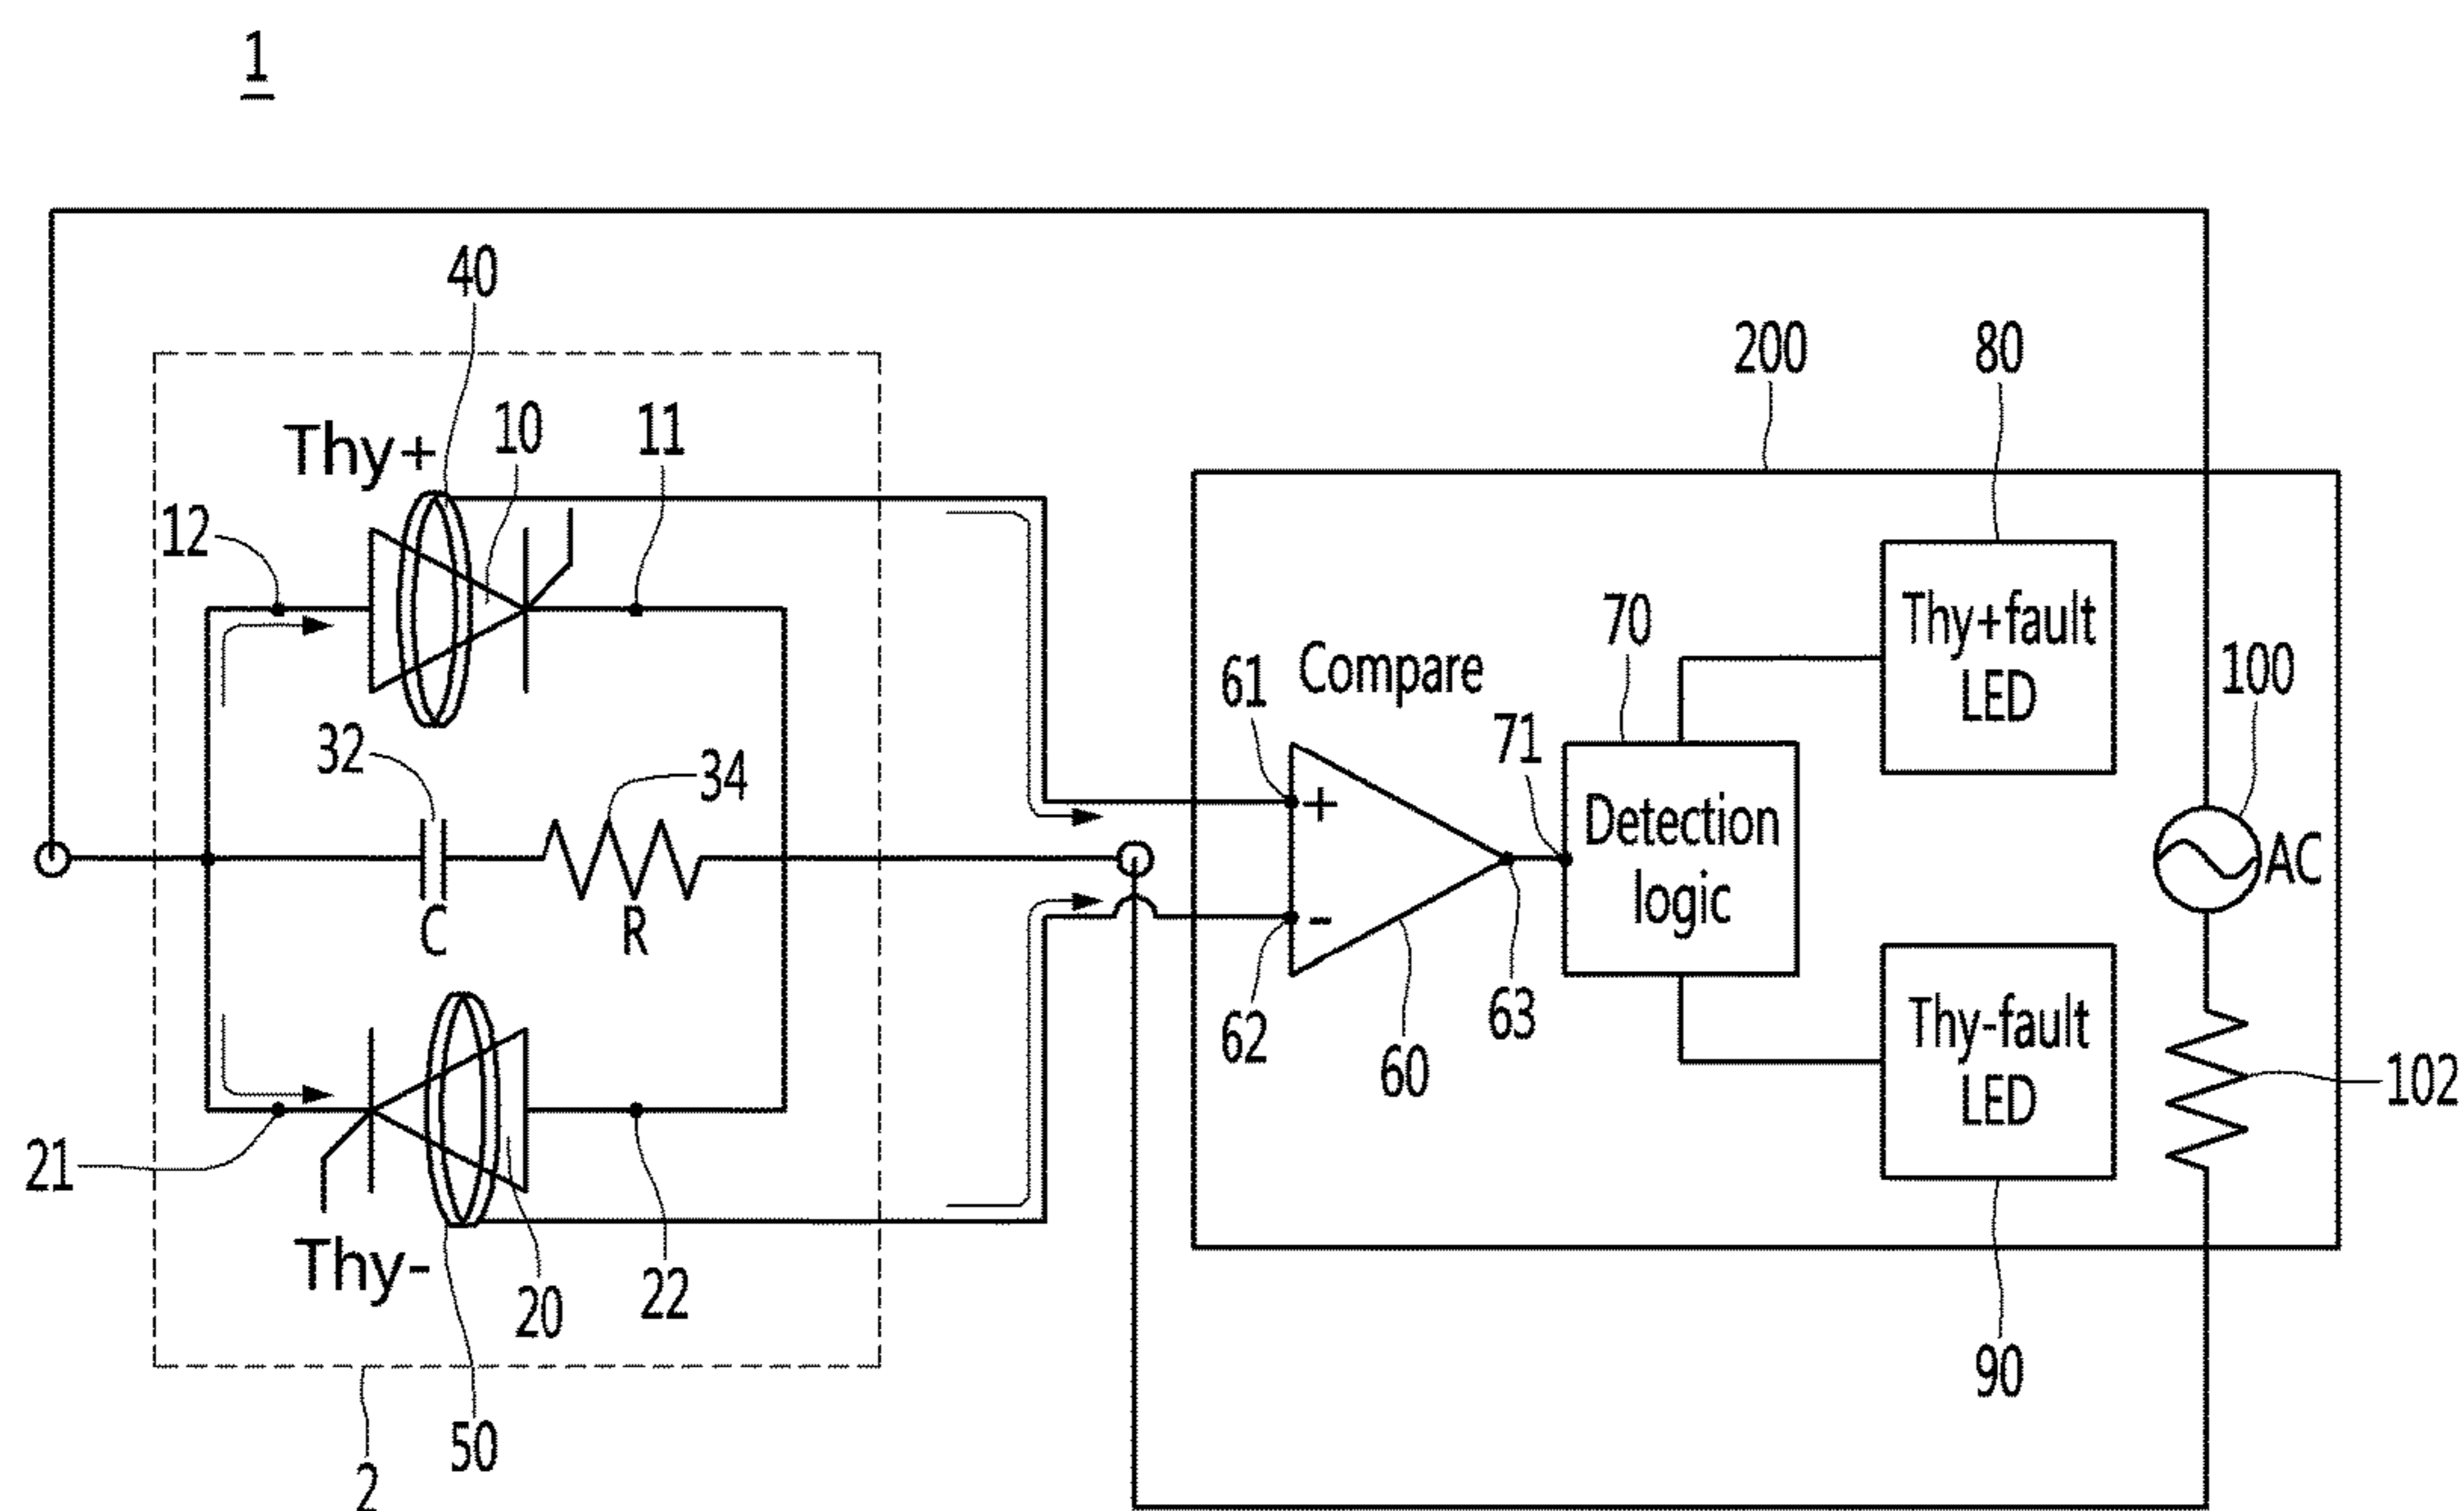 1
40
200
80
Thy+
10
11
12
Thy+fault
LED
70
100
Compare
61
71
32
34
+
Detection
logic
AC
C
R
-
62
63
60
Thy-fault
LED
102
21
Thy-
20
22
90
50
2